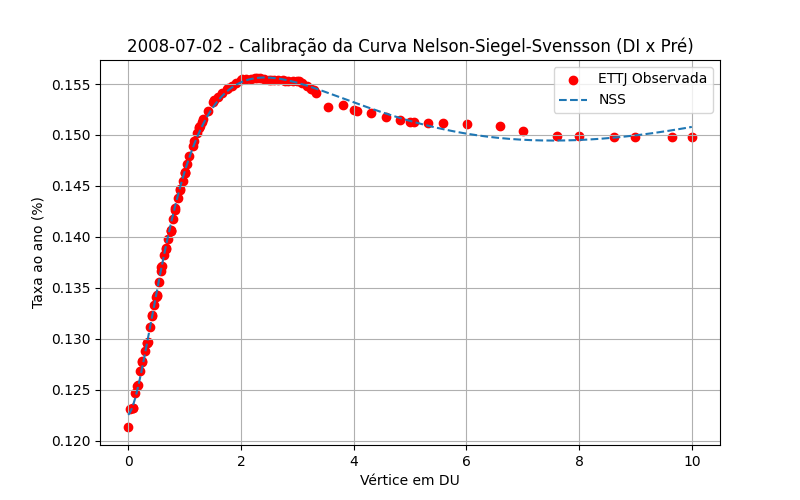 2008-07-02 - Calibração da Curva Nelson-Siegel-Svensson (DI x Pré)
ETTJ Observada
NSS
Taxa ao ano (%)
0.155
0.150
0.145
0.140
0.135
0.130
0.125
0.120
0 2 4 6 8 10
Vértice em DU